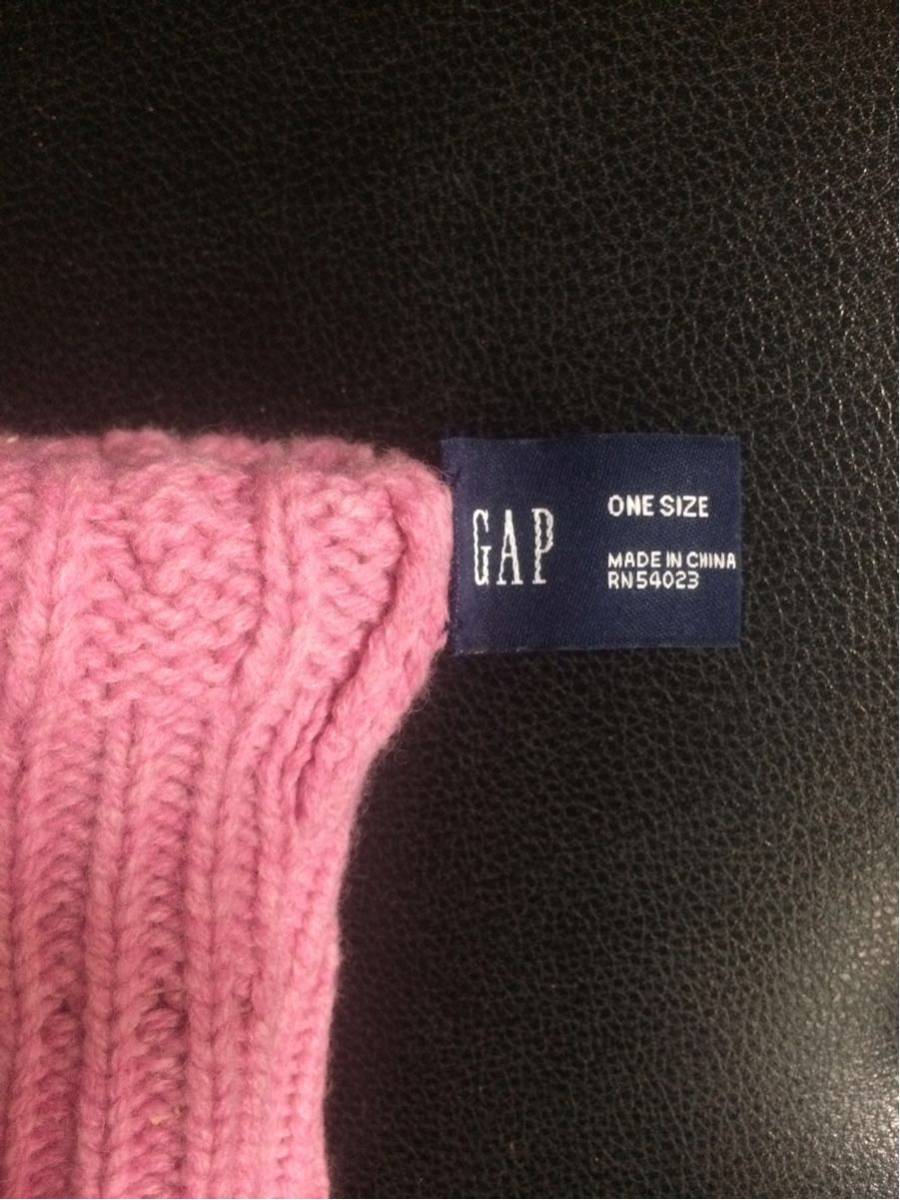 GAP
ONE SIZE
MADE IN CHINA
RN54023